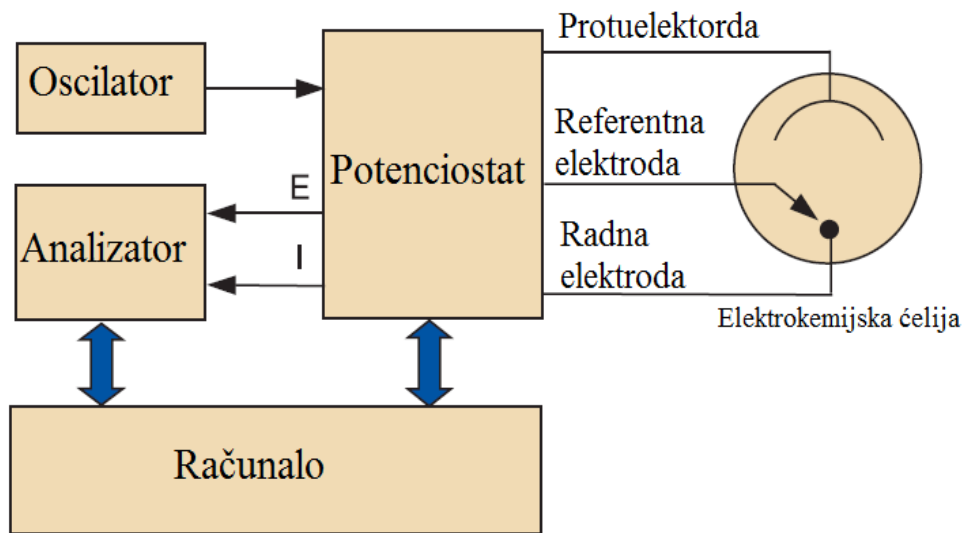 Protuelektorda
Oscilator
Referentna
elektroda
Potenciostat
E
Analizator
I
Radna
elektroda
Elektrokemijska ćelija
Računalo